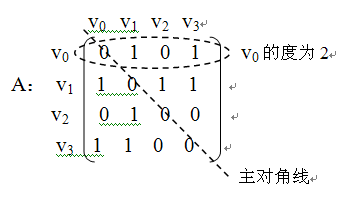 v₀ v₁ v₂ v₃
v₀ 0 1 0 1 v₀的度为2
A: v₁ 1 0 1 1
v₂ 0 1 0 0
v₃ 1 1 0 0
主对角线